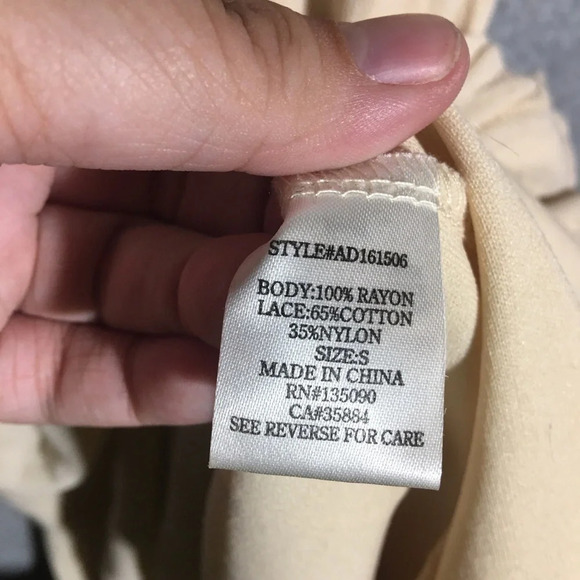 STYLE#AD161506
BODY:100% RAYON
LACE:65%COTTON
35%NYLON
SIZE:S
MADE IN CHINA
RN#135090
CA#35884
SEE REVERSE FOR CARE